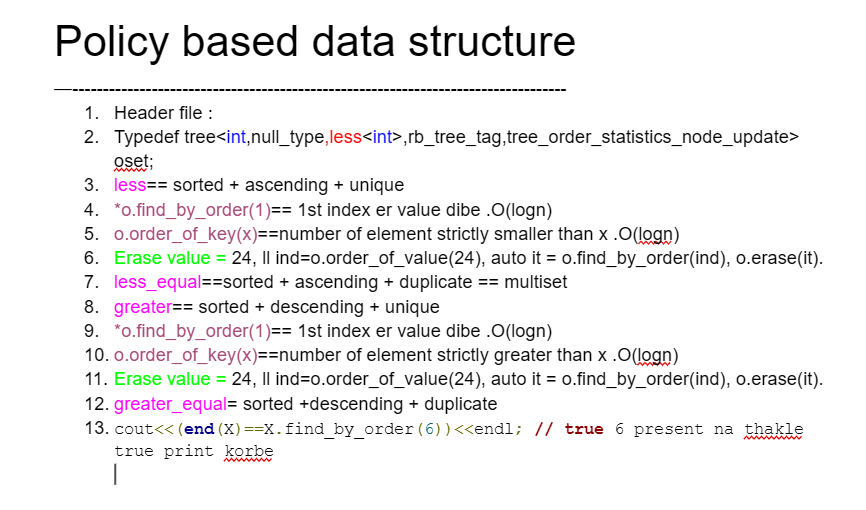 Policy based data structure
—---------------------------------------------------------------------------------
1. Header file :
2. Typedef tree<int,null_type,less<int>,rb_tree_tag,tree_order_statistics_node_update>
oset;
3. less== sorted + ascending + unique
4. *o.find_by_order(1)== 1st index er value dibe .O(logn)
5. o.order_of_key(x)==number of element strictly smaller than x .O(logn)
6. Erase value = 24, ll ind=o.order_of_value(24), auto it = o.find_by_order(ind), o.erase(it).
7. less_equal==sorted + ascending + duplicate == multiset
8. greater== sorted + descending + unique
9. *o.find_by_order(1)== 1st index er value dibe .O(logn)
10. o.order_of_key(x)==number of element strictly greater than x .O(logn)
11. Erase value = 24, ll ind=o.order_of_value(24), auto it = o.find_by_order(ind), o.erase(it).
12. greater_equal= sorted +descending + duplicate
13. cout<<(end(X)==X.find_by_order(6))<<endl; // true 6 present na thakle
true print korbe